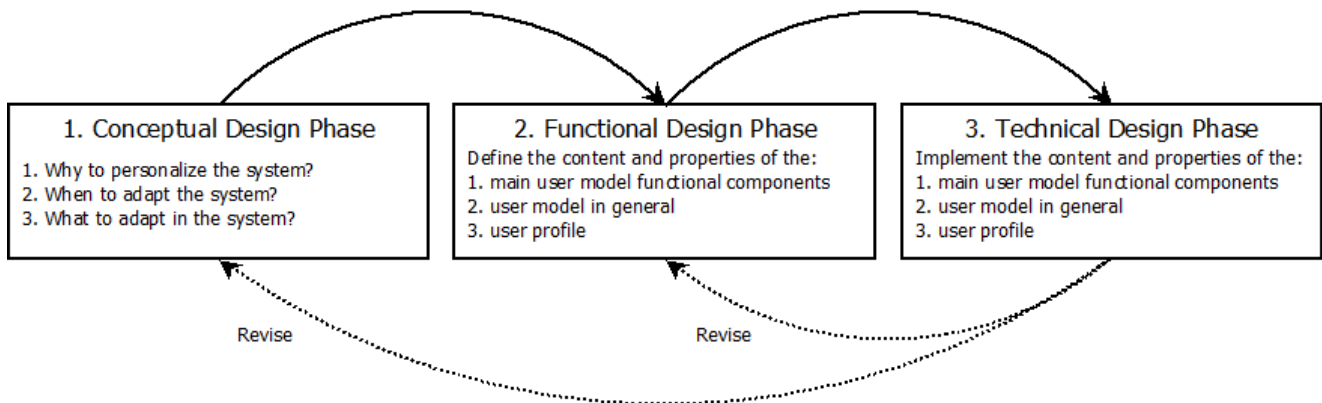 1. Conceptual Design Phase
1. Why to personalize the system?
2. When to adapt the system?
3. What to adapt in the system?
2. Functional Design Phase
Define the content and properties of the:
1. main user model functional components
2. user model in general
3. user profile
3. Technical Design Phase
Implement the content and properties of the:
1. main user model functional components
2. user model in general
3. user profile
Revise
Revise